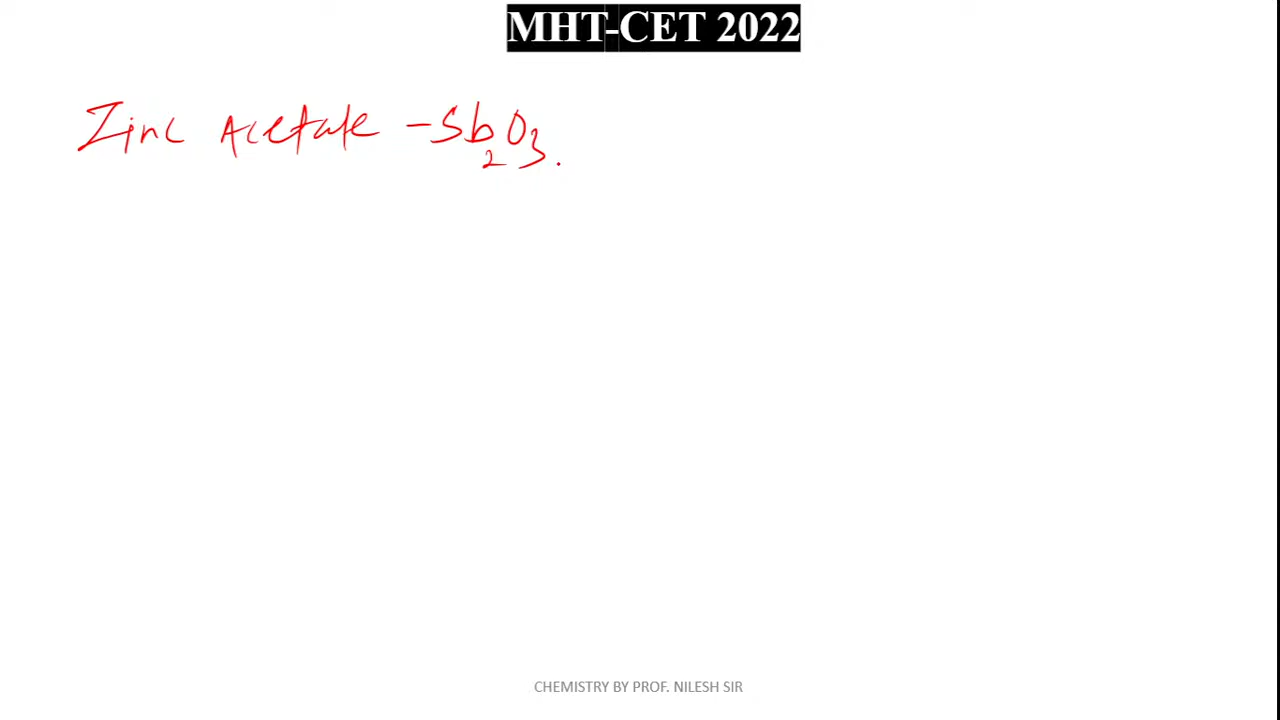 MHT-CET 2022
Zinc Acetate - Sb₂O₃.
CHEMISTRY BY PROF. NILESH SIR